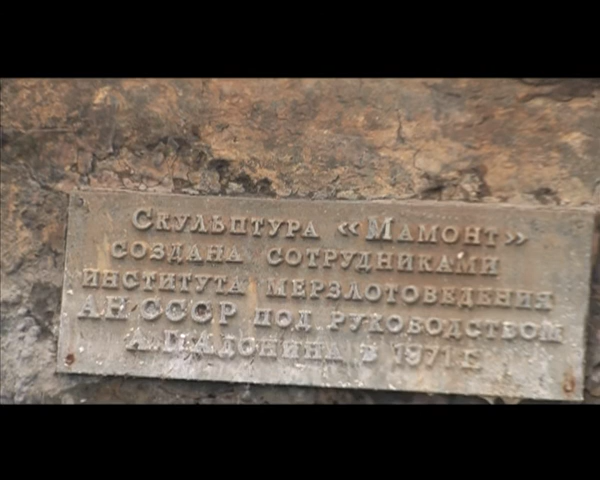 Скульптура «Мамонт»
создана сотрудниками
института мерзлотоведения
АН СССР под руководством
в 1971 г.